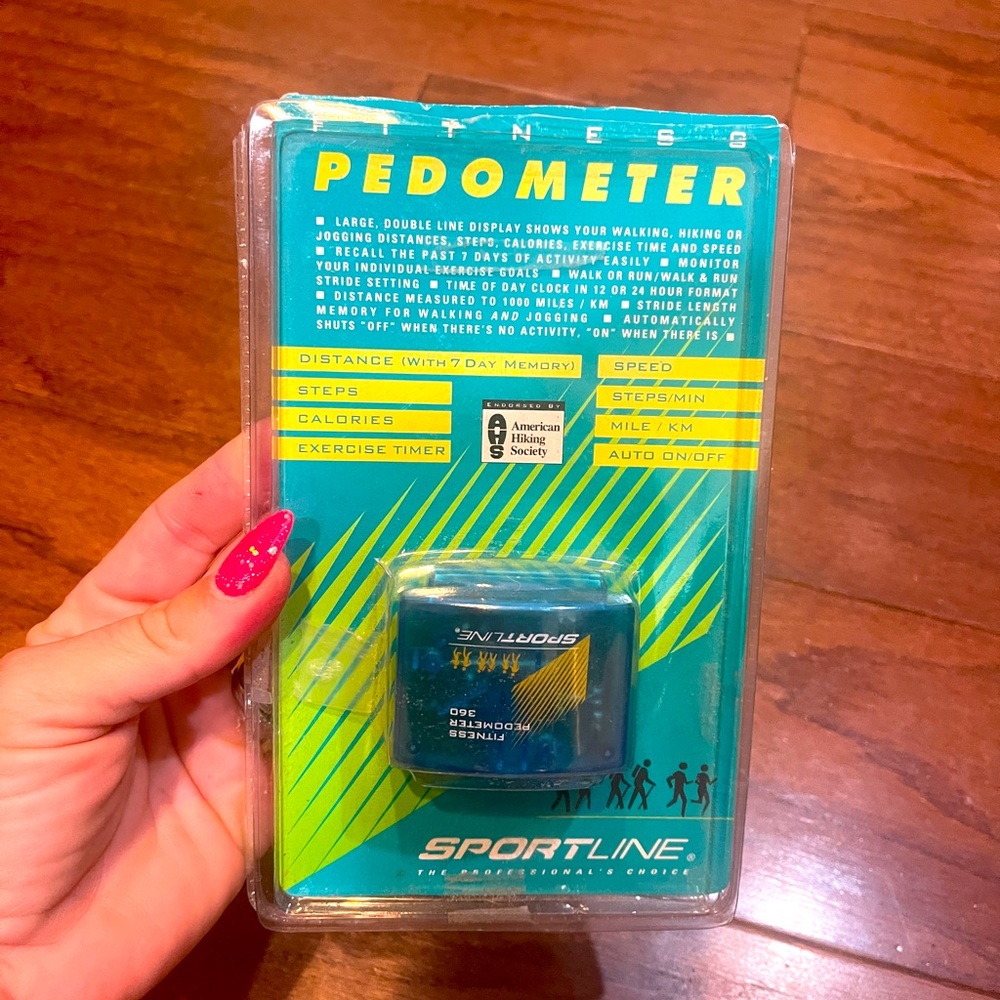 FITNESS
PEDOMETER
■ LARGE, DOUBLE LINE DISPLAY SHOWS YOUR WALKING, HIKING OR
JOGGING DISTANCES, STEPS, CALORIES, EXERCISE TIME AND SPEED
■ RECALL THE PAST 7 DAYS OF ACTIVITY EASILY ■ MONITOR
YOUR INDIVIDUAL EXERCISE GOALS ■ WALK OR RUN/WALK & RUN
STRIDE SETTING ■ TIME OF DAY CLOCK IN 12 OR 24 HOUR FORMAT
■ DISTANCE MEASURED TO 1000 MILES / KM ■ STRIDE LENGTH
MEMORY FOR WALKING AND JOGGING ■ AUTOMATICALLY
SHUTS "OFF" WHEN THERE'S NO ACTIVITY, "ON" WHEN THERE IS ■
DISTANCE (WITH 7 DAY MEMORY)
STEPS
CALORIES
EXERCISE TIMER
ENDORSED BY
AHS
American
Hiking
Society
SPEED
STEPS/MIN
MILE / KM
AUTO ON/OFF
SPORTLINE®
FITNESS
PEDOMETER
360
SPORTLINE®
THE PROFESSIONAL'S CHOICE